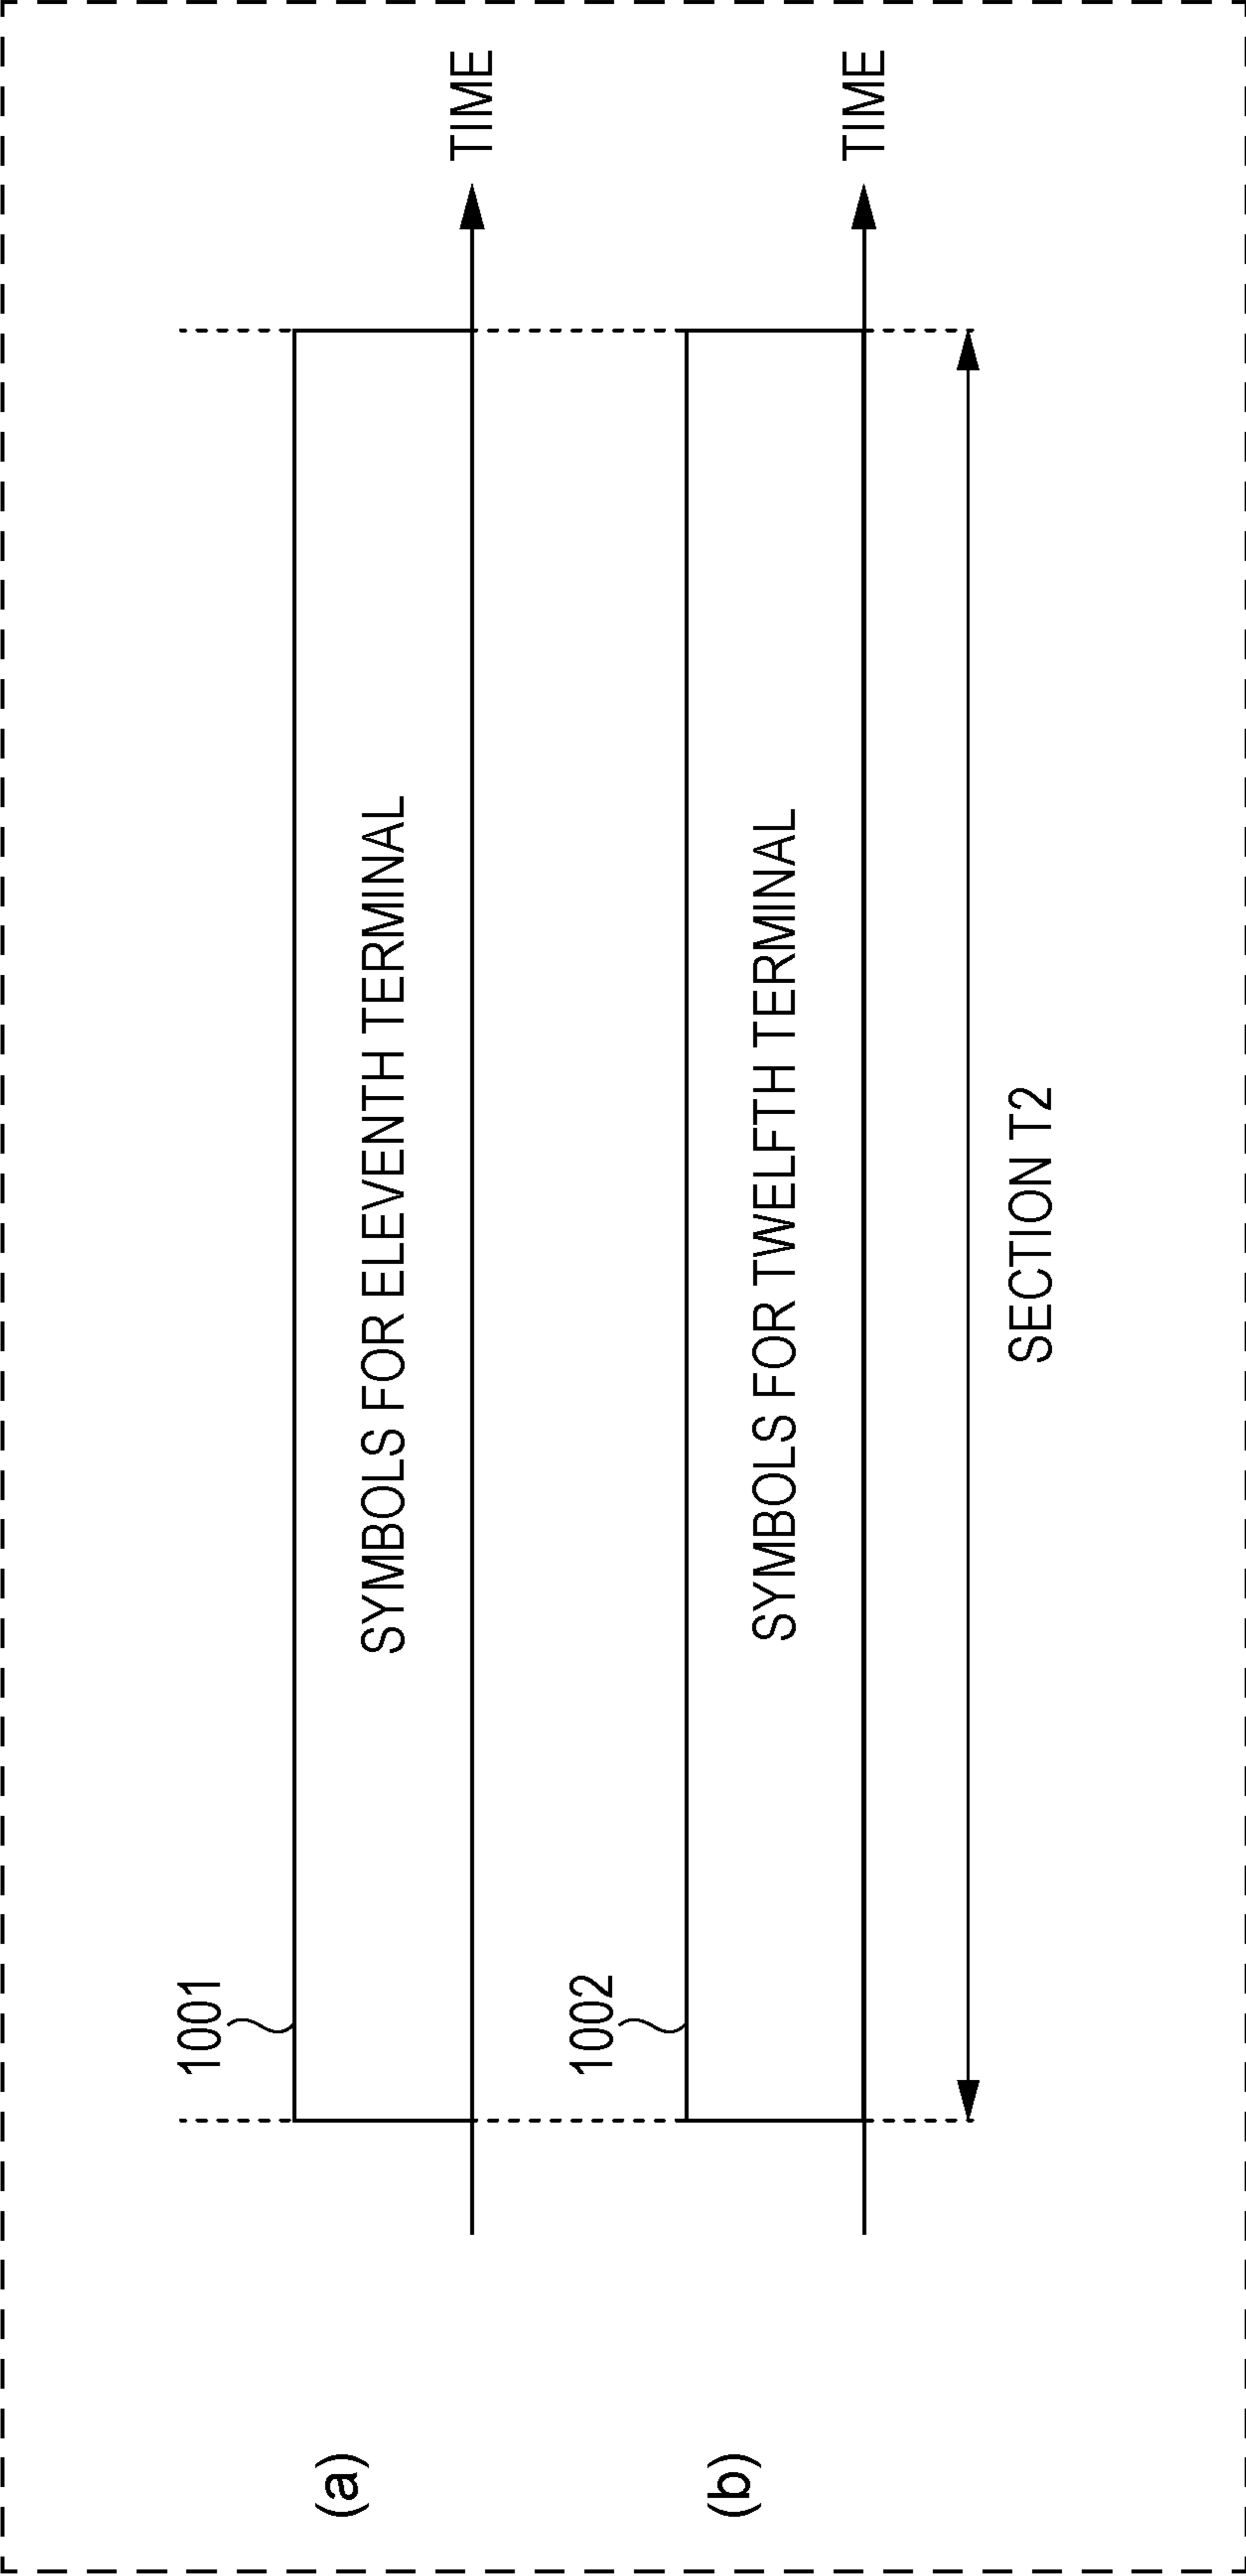 1001
(a)
SYMBOLS FOR ELEVENTH TERMINAL
TIME
1002
(b)
SYMBOLS FOR TWELFTH TERMINAL
TIME
SECTION T2